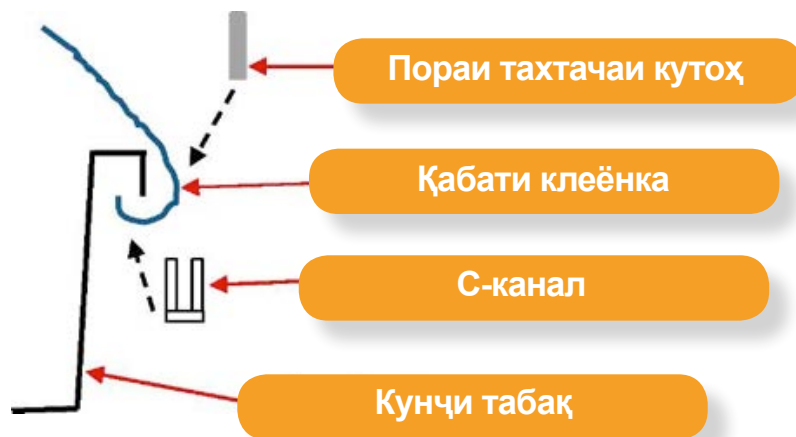 Пораи тахтачаи кутоҳ
Қабати клеёнка
С-канал
Кунҷи табақ